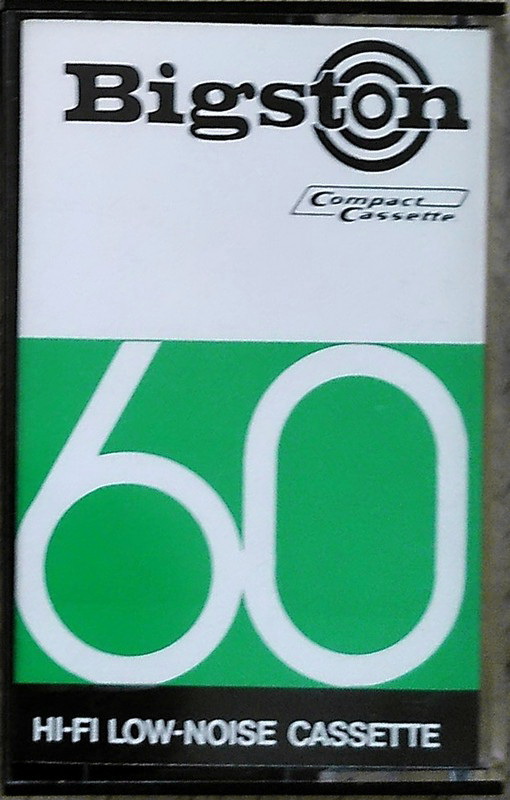 Bigston
Compact
Cassette
60
HI-FI LOW-NOISE CASSETTE